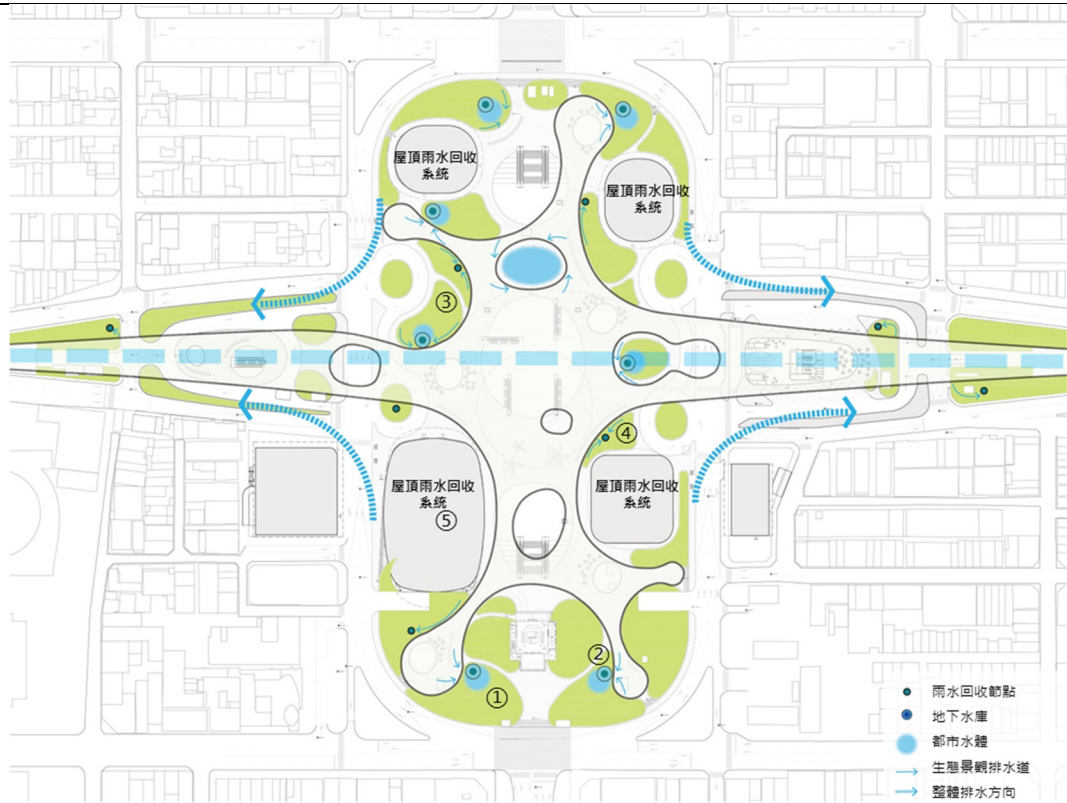 屋頂雨水回收
系統
屋頂雨水回收
系統
③
④
屋頂雨水回收
系統
⑤
屋頂雨水回收
系統
②
①
雨水回收節點
地下水庫
都市水體
生態景觀排水道
整體排水方向